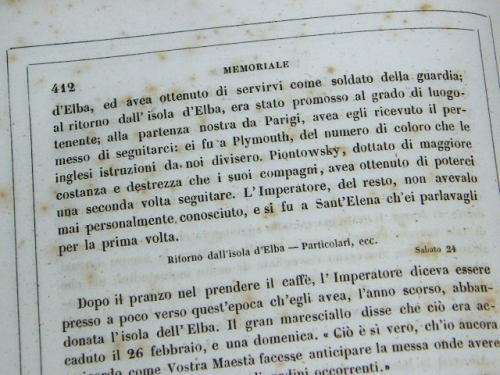 412
MEMORIALE
d'Elba, ed avea ottenuto di servirvi come soldato della guardia;
al ritorno dall'isola d'Elba, era stato promosso al grado di luogo-
tenente; alla partenza nostra da Parigi, avea egli ricevuto il per-
messo di seguitarci: ei fu a Plymouth, del numero di coloro che le
inglesi istruzioni da noi divisero. Piontowsky, dottato di maggiore
costanza e destrezza che i suoi compagni, avea ottenuto di poterci
una seconda volta seguitare. L'Imperatore, del resto, non avevalo
mai personalmente conosciuto, e si fu a Sant'Elena ch'ei parlavagli
per la prima volta.
Ritorno dall'isola d'Elba — Particolari, ecc.
Sabato 24
Dopo il pranzo nel prendere il caffè, l'Imperatore diceva essere
presso a poco verso quest'epoca ch'egli avea, l'anno scorso, abban-
donata l'isola dell'Elba. Il gran maresciallo disse che ciò era ac-
caduto il 26 febbraio, e una domenica. « Ciò è sì vero, ch'io ancora
come Vostra Maestà facesse anticipare la messa onde avere
ordini occorrenti.»